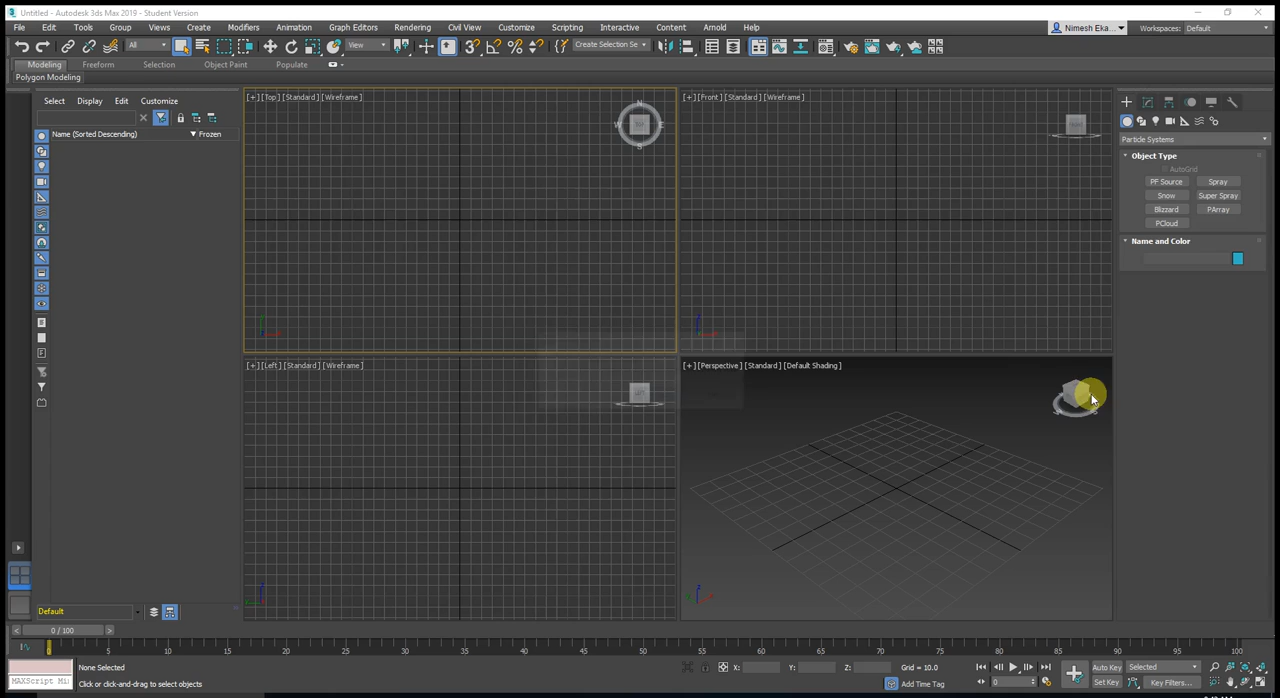 Untitled - Autodesk 3ds Max 2019 - Student Version
File Edit Tools Group Views Create Modifiers Animation Graph Editors Rendering Civil View Customize Scripting Interactive Content Arnold Help
Nimesh Eka...
Workspaces: Default
All
View
Create Selection Se
Modeling Freeform Selection Object Paint Populate
Polygon Modeling
Select Display Edit Customize
Name (Sorted Descending) ▼ Frozen
[+] [Top] [Standard] [Wireframe]
N
W E
S
TOP
[+] [Front] [Standard] [Wireframe]
FRONT
[+] [Left] [Standard] [Wireframe]
LEFT
[+] [Perspective] [Standard] [Default Shading]
Particle Systems
Object Type
AutoGrid
PF Source Spray
Snow Super Spray
Blizzard PArray
PCloud
Name and Color
Default
0 / 100
0 5 10 15 20 25 30 35 40 45 50 55 60 65 70 75 80 85 90 95 100
None Selected
MAXScript Mi:
Click or click-and-drag to select objects
X: Y: Z: Grid = 10.0
Add Time Tag
0
Auto Key Selected
Set Key Key Filters...